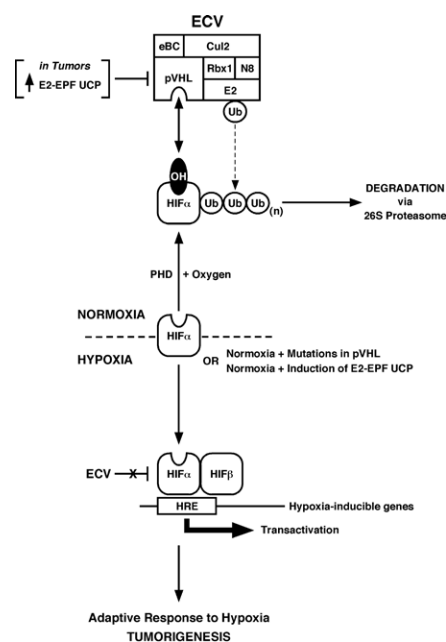 ECV
eBC
Cul2
in Tumors
E2-EPF UCP
pVHL
Rbx1
N8
E2
Ub
OH
HIFα
Ub
Ub
Ub
(n)
DEGRADATION
via
26S Proteasome
PHD
+ Oxygen
NORMOXIA
HIFα
HYPOXIA
OR
Normoxia + Mutations in pVHL
Normoxia + Induction of E2-EPF UCP
ECV
X
HIFα
HIFβ
HRE
Hypoxia-inducible genes
Transactivation
Adaptive Response to Hypoxia
TUMORIGENESIS